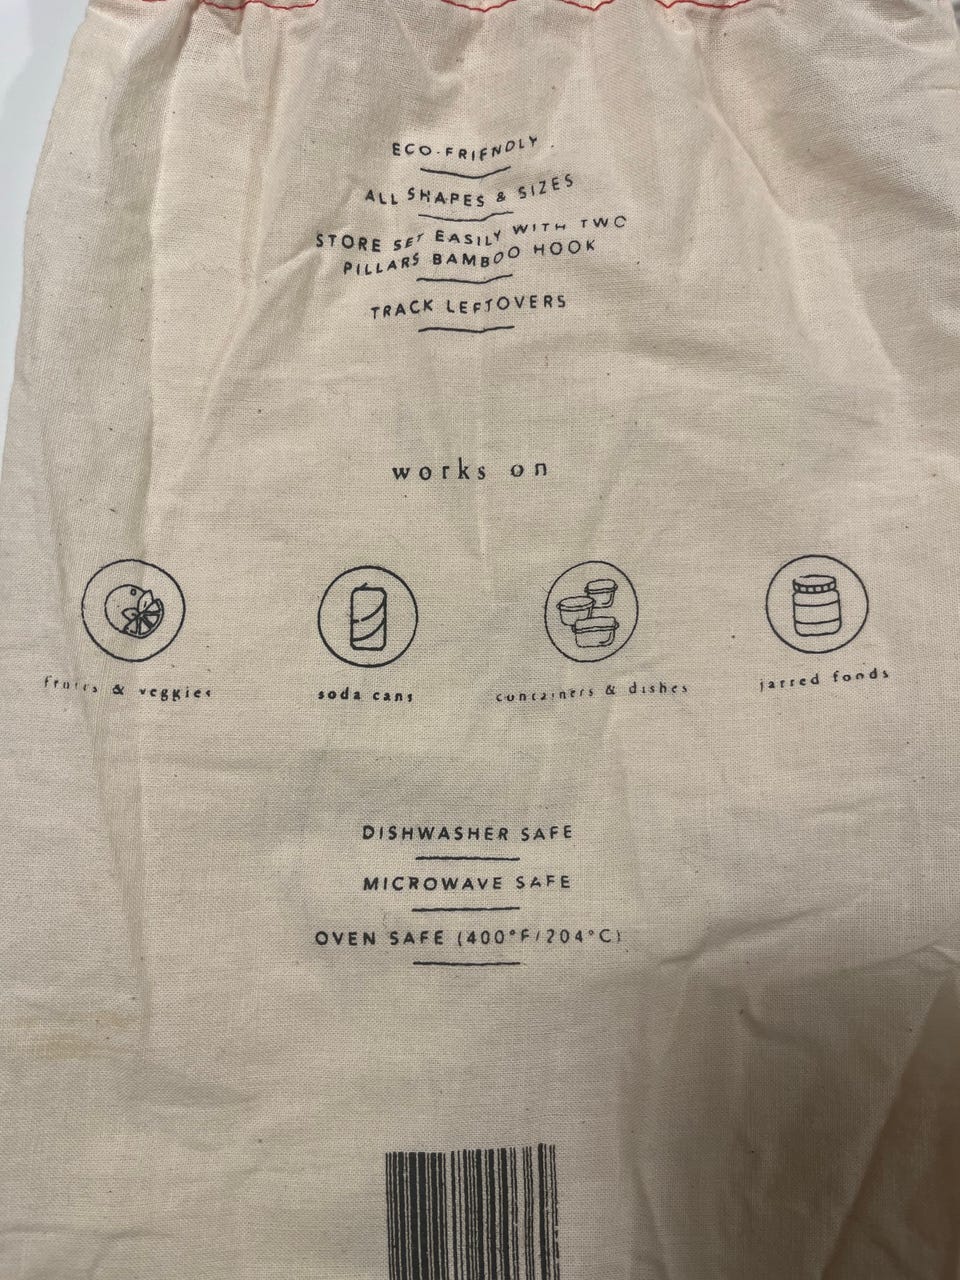 ECO-FRIENDLY
ALL SHAPES & SIZES
STORE SET EASILY WITH TWO
PILLARS BAMBOO HOOK
TRACK LEFTOVERS
works on
fruits & veggies
soda cans
containers & dishes
jarred foods
DISHWASHER SAFE
MICROWAVE SAFE
OVEN SAFE (400°F/204°C)